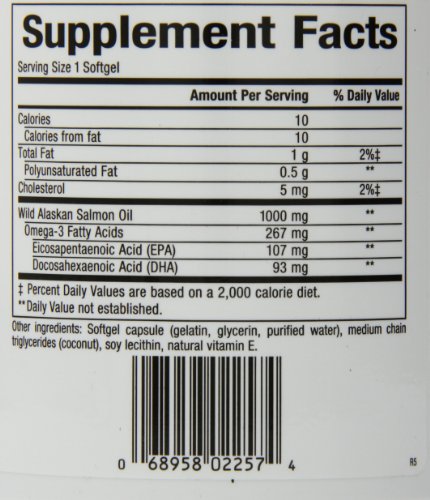 Supplement Facts
Serving Size 1 Softgel
Amount Per Serving % Daily Value
Calories 10
Calories from fat 10
Total Fat 1 g 2%‡
Polyunsaturated Fat 0.5 g **
Cholesterol 5 mg 2%‡
Wild Alaskan Salmon Oil 1000 mg **
Omega-3 Fatty Acids 267 mg **
Eicosapentaenoic Acid (EPA) 107 mg **
Docosahexaenoic Acid (DHA) 93 mg **
‡ Percent Daily Values are based on a 2,000 calorie diet.
**Daily Value not established.
Other ingredients: Softgel capsule (gelatin, glycerin, purified water), medium chain
triglycerides (coconut), soy lecithin, natural vitamin E.
0 68958 02257 4
R5